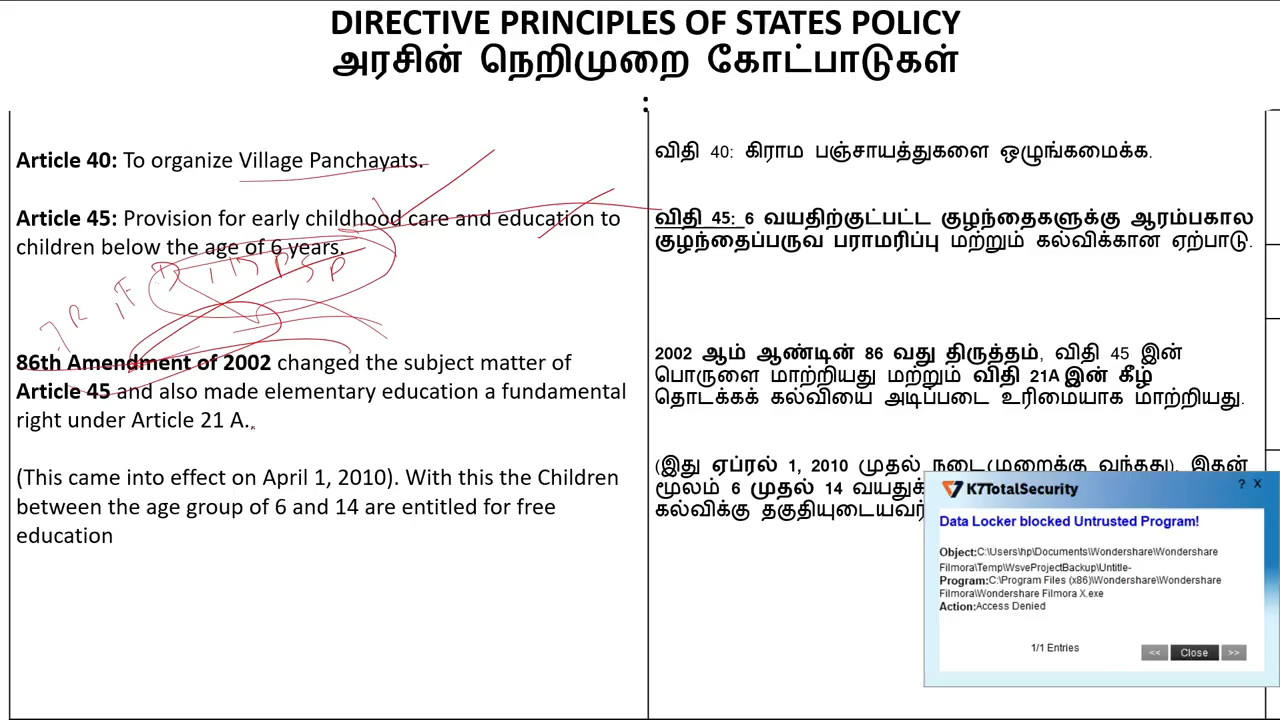 DIRECTIVE PRINCIPLES OF STATES POLICY
அரசின் நெறிமுறை கோட்பாடுகள்
:
Article 40: To organize Village Panchayats.
Article 45: Provision for early childhood care and education to
children below the age of 6 years.
86th Amendment of 2002 changed the subject matter of
Article 45 and also made elementary education a fundamental
right under Article 21 A.
(This came into effect on April 1, 2010). With this the Children
between the age group of 6 and 14 are entitled for free
education
விதி 40: கிராம பஞ்சாயத்துகளை ஒழுங்கமைக்க.
விதி 45: 6 வயதிற்குட்பட்ட குழந்தைகளுக்கு ஆரம்பகால
குழந்தைப்பருவ பராமரிப்பு மற்றும் கல்விக்கான ஏற்பாடு.
2002 ஆம் ஆண்டின் 86 வது திருத்தம், விதி 45 இன்
பொருளை மாற்றியது மற்றும் விதி 21A இன் கீழ்
தொடக்கக் கல்வியை அடிப்படை உரிமையாக மாற்றியது.
(இது ஏப்ரல் 1, 2010 முதல் நடைமுறைக்கு வந்தது). இதன்
மூலம் 6 முதல் 14 வயதுக்
கல்விக்கு தகுதியுடையவர்
K7TotalSecurity
? X
Data Locker blocked Untrusted Program!
Object:C:\Users\hp\Documents\Wondershare\Wondershare
Filmora\Temp\WsveProjectBackup\Untitle-
Program:C:\Program Files (x86)\Wondershare\Wondershare
Filmora\Wondershare Filmora X.exe
Action:Access Denied
1/1 Entries
<< Close >>